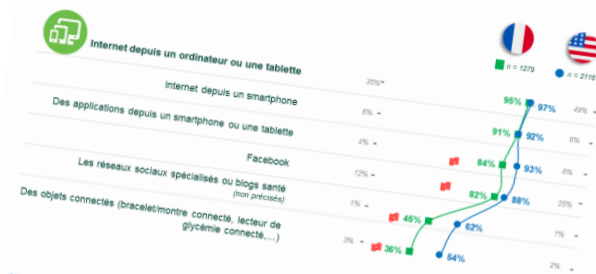 n = 1279
n = 2116
Internet depuis un ordinateur ou une tablette
35%
96%
97%
49%
Internet depuis un smartphone
6%
91%
92%
6%
Des applications depuis un smartphone ou une tablette
4%
84%
93%
6%
Facebook
12%
82%
88%
25%
Les réseaux sociaux spécialisés ou blogs santé
(non précisés)
1%
45%
62%
1%
Des objets connectés (bracelet/montre connecté, lecteur de
glycémie connecté,...)
3%
36%
54%
2%